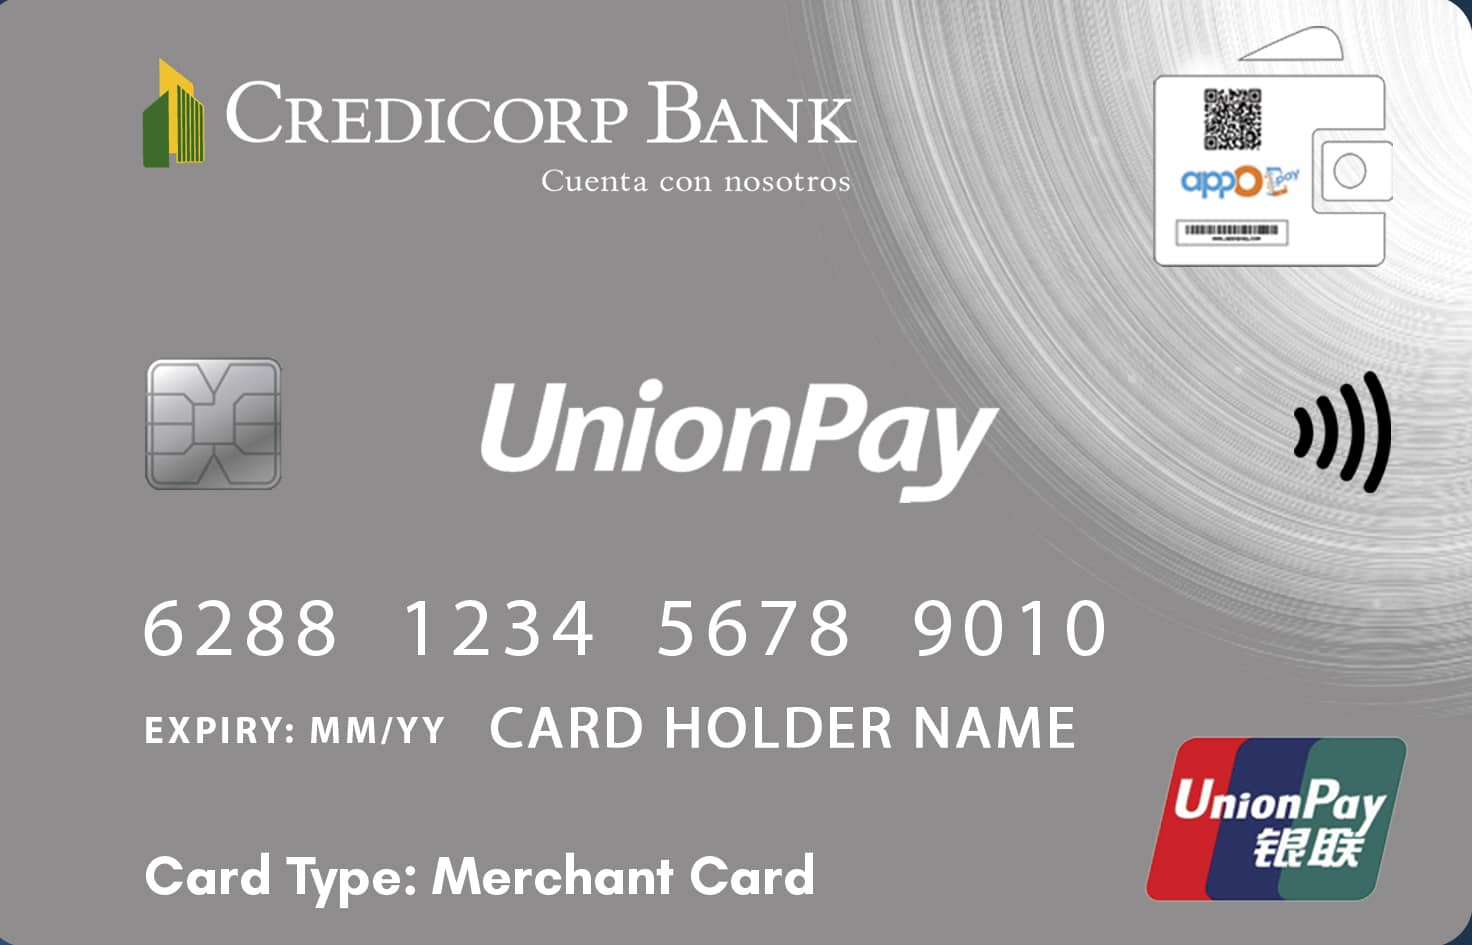 CREDICORP BANK
Cuenta con nosotros
appO pay
UnionPay
6288 1234 5678 9010
EXPIRY: MM/YY CARD HOLDER NAME
UnionPay
银联
Card Type: Merchant Card